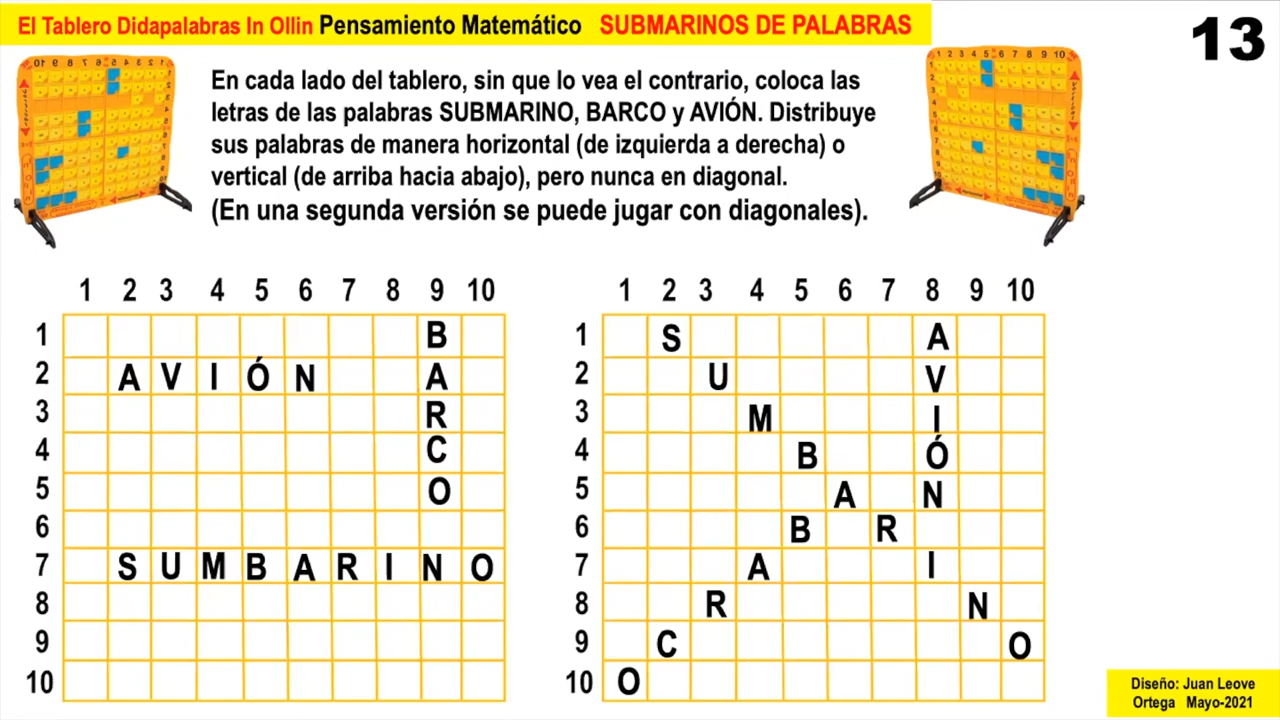 El Tablero Didapalabras In Ollin Pensamiento Matemático SUBMARINOS DE PALABRAS
13
En cada lado del tablero, sin que lo vea el contrario, coloca las
letras de las palabras SUBMARINO, BARCO y AVIÓN. Distribuye
sus palabras de manera horizontal (de izquierda a derecha) o
vertical (de arriba hacia abajo), pero nunca en diagonal.
(En una segunda versión se puede jugar con diagonales).
1 2 3 4 5 6 7 8 9 10
1 B
2 A V I Ó N A
3 R
4 C
5 O
6
7 S U M B A R I N O
8
9
10
1 2 3 4 5 6 7 8 9 10
1 S A
2 U V
3 M I
4 B Ó
5 A N
6 B R
7 A I
8 R N
9 C O
10 O
Diseño: Juan Leove
Ortega Mayo-2021